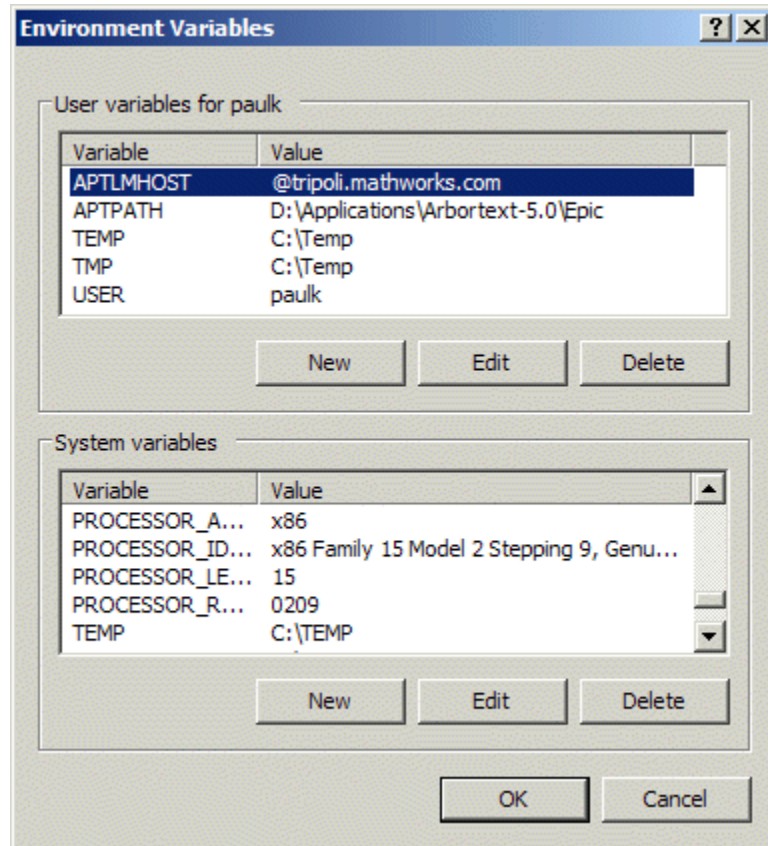 Environment Variables
User variables for paulk
Variable Value
APTLMHOST @tripoli.mathworks.com
APTPATH D:\Applications\Arbortext-5.0\Epic
TEMP C:\Temp
TMP C:\Temp
USER paulk
New Edit Delete
System variables
Variable Value
PROCESSOR_A... x86
PROCESSOR_ID... x86 Family 15 Model 2 Stepping 9, Genu...
PROCESSOR_LE... 15
PROCESSOR_R... 0209
TEMP C:\TEMP
New Edit Delete
OK Cancel